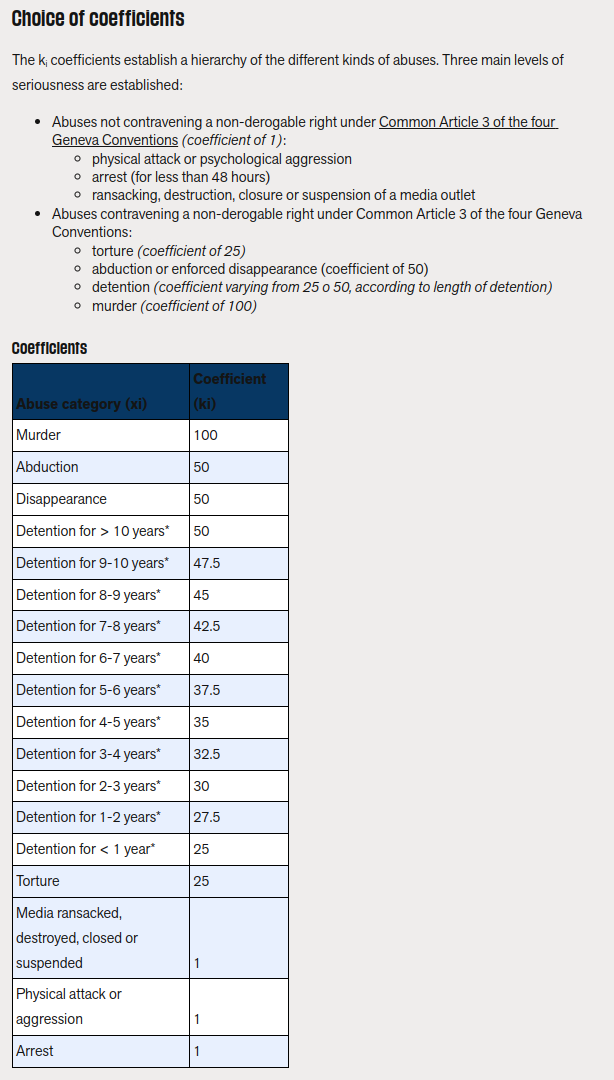 Choice of coefficients
The ki coefficients establish a hierarchy of the different kinds of abuses. Three main levels of
seriousness are established:
• Abuses not contravening a non-derogable right under Common Article 3 of the four
Geneva Conventions (coefficient of 1):
◦ physical attack or psychological aggression
◦ arrest (for less than 48 hours)
◦ ransacking, destruction, closure or suspension of a media outlet
• Abuses contravening a non-derogable right under Common Article 3 of the four Geneva
Conventions:
◦ torture (coefficient of 25)
◦ abduction or enforced disappearance (coefficient of 50)
◦ detention (coefficient varying from 25 o 50, according to length of detention)
◦ murder (coefficient of 100)
Coefficients
Abuse category (xi) Coefficient
(ki)
Murder 100
Abduction 50
Disappearance 50
Detention for > 10 years* 50
Detention for 9-10 years* 47.5
Detention for 8-9 years* 45
Detention for 7-8 years* 42.5
Detention for 6-7 years* 40
Detention for 5-6 years* 37.5
Detention for 4-5 years* 35
Detention for 3-4 years* 32.5
Detention for 2-3 years* 30
Detention for 1-2 years* 27.5
Detention for < 1 year* 25
Torture 25
Media ransacked,
destroyed, closed or
suspended 1
Physical attack or
aggression 1
Arrest 1